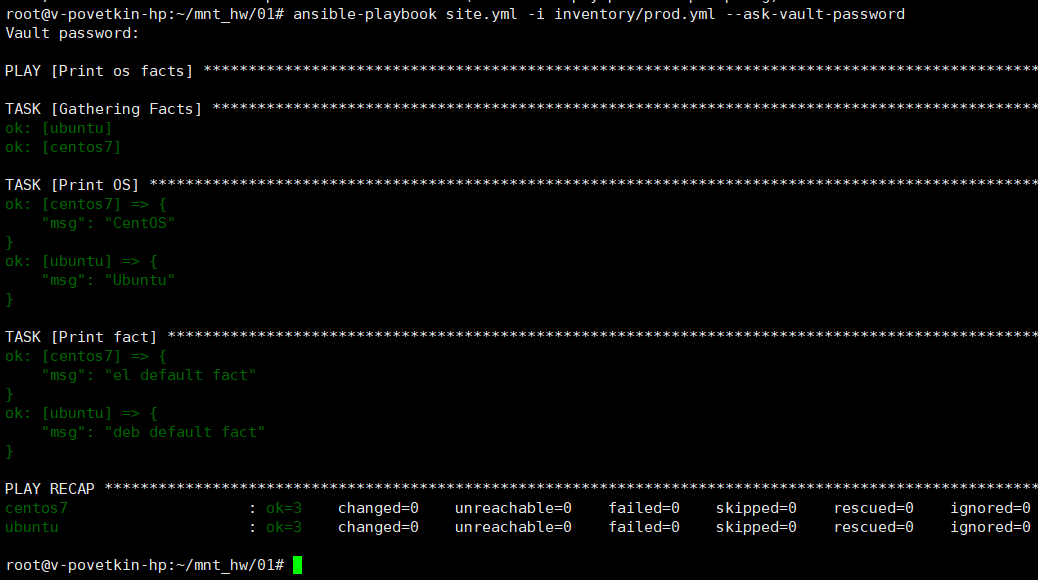 root@v-povetkin-hp:~/mnt_hw/01# ansible-playbook site.yml -i inventory/prod.yml --ask-vault-password
Vault password:
PLAY [Print os facts] *********************************************************************************************
TASK [Gathering Facts] ********************************************************************************************
ok: [ubuntu]
ok: [centos7]
TASK [Print OS] ***************************************************************************************************
ok: [centos7] => {
    "msg": "CentOS"
}
ok: [ubuntu] => {
    "msg": "Ubuntu"
}
TASK [Print fact] *************************************************************************************************
ok: [centos7] => {
    "msg": "el default fact"
}
ok: [ubuntu] => {
    "msg": "deb default fact"
}
PLAY RECAP ********************************************************************************************************
centos7                    : ok=3    changed=0    unreachable=0    failed=0    skipped=0    rescued=0    ignored=0
ubuntu                     : ok=3    changed=0    unreachable=0    failed=0    skipped=0    rescued=0    ignored=0
root@v-povetkin-hp:~/mnt_hw/01#